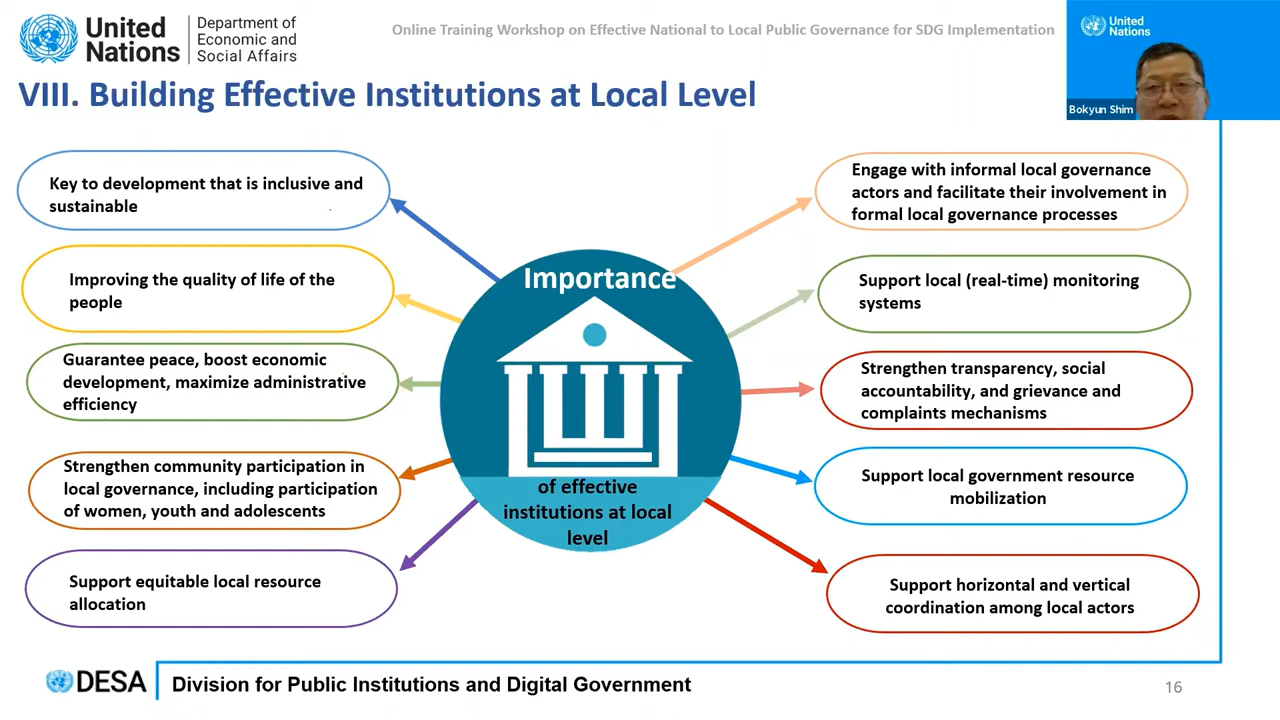 United
Nations
Department of
Economic and
Social Affairs
Online Training Workshop on Effective National to Local Public Governance for SDG Implementation
United
Nations
Bokyun Shim
VIII. Building Effective Institutions at Local Level
Key to development that is inclusive and
sustainable
Improving the quality of life of the
people
Guarantee peace, boost economic
development, maximize administrative
efficiency
Strengthen community participation in
local governance, including participation
of women, youth and adolescents
Support equitable local resource
allocation
Importance
of effective
institutions at local
level
Engage with informal local governance
actors and facilitate their involvement in
formal local governance processes
Support local (real-time) monitoring
systems
Strengthen transparency, social
accountability, and grievance and
complaints mechanisms
Support local government resource
mobilization
Support horizontal and vertical
coordination among local actors
DESA
Division for Public Institutions and Digital Government
16